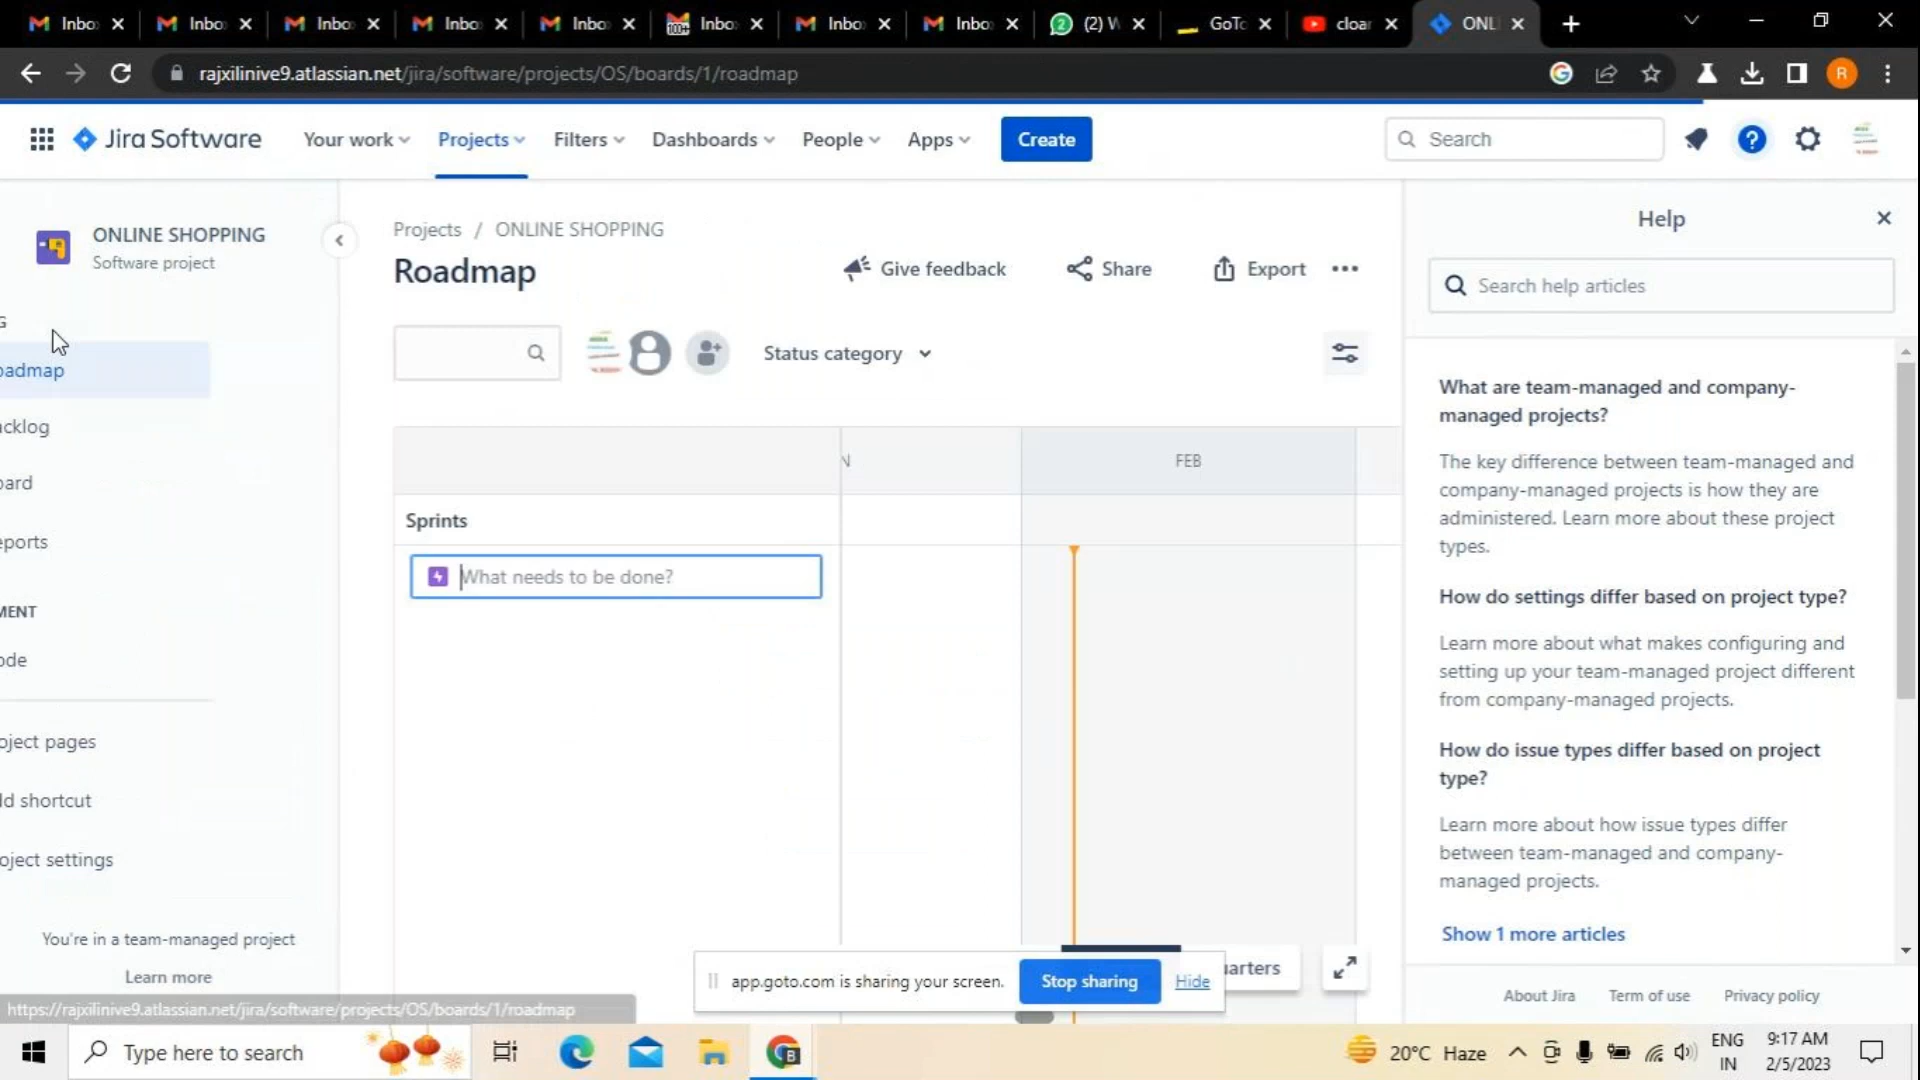 Inbo
Inbo
Inbo
Inbo
Inbo
100+
Inbo
Inbo
Inbo
2
(2) W
GoTo
cloar
ONLI
rajxilinive9.atlassian.net/jira/software/projects/OS/boards/1/roadmap
R
Jira Software
Your work
Projects
Filters
Dashboards
People
Apps
Create
Search
ONLINE SHOPPING
Software project
G
oadmap
acklog
oard
eports
MENT
ode
oject pages
dd shortcut
oject settings
You're in a team-managed project
Learn more
https://rajxilinive9.atlassian.net/jira/software/projects/OS/boards/1/roadmap
Projects / ONLINE SHOPPING
Roadmap
Give feedback
Share
Export
Status category
N
FEB
Sprints
What needs to be done?
app.goto.com is sharing your screen.
Stop sharing
Hide
uarters
Help
Search help articles
What are team-managed and company-
managed projects?
The key difference between team-managed and
company-managed projects is how they are
administered. Learn more about these project
types.
How do settings differ based on project type?
Learn more about what makes configuring and
setting up your team-managed project different
from company-managed projects.
How do issue types differ based on project
type?
Learn more about how issue types differ
between team-managed and company-
managed projects.
Show 1 more articles
About Jira
Term of use
Privacy policy
Type here to search
B
20°C Haze
ENG
IN
9:17 AM
2/5/2023